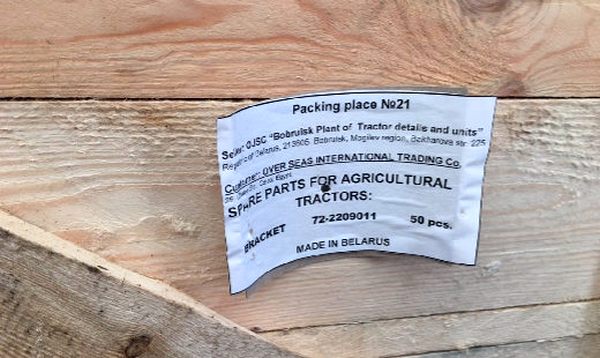 Packing place №21
Seller: OJSC "Bobruisk Plant of Tractor details and units"
Republic of Belarus, 213805, Bobruisk, Mogilev region, Bakharova str. 225
Customer: OVER SEAS INTERNATIONAL TRADING Co.
Egypt
SPARE PARTS FOR AGRICULTURAL
TRACTORS:
BRACKET 72-2209011 50 pcs.
MADE IN BELARUS